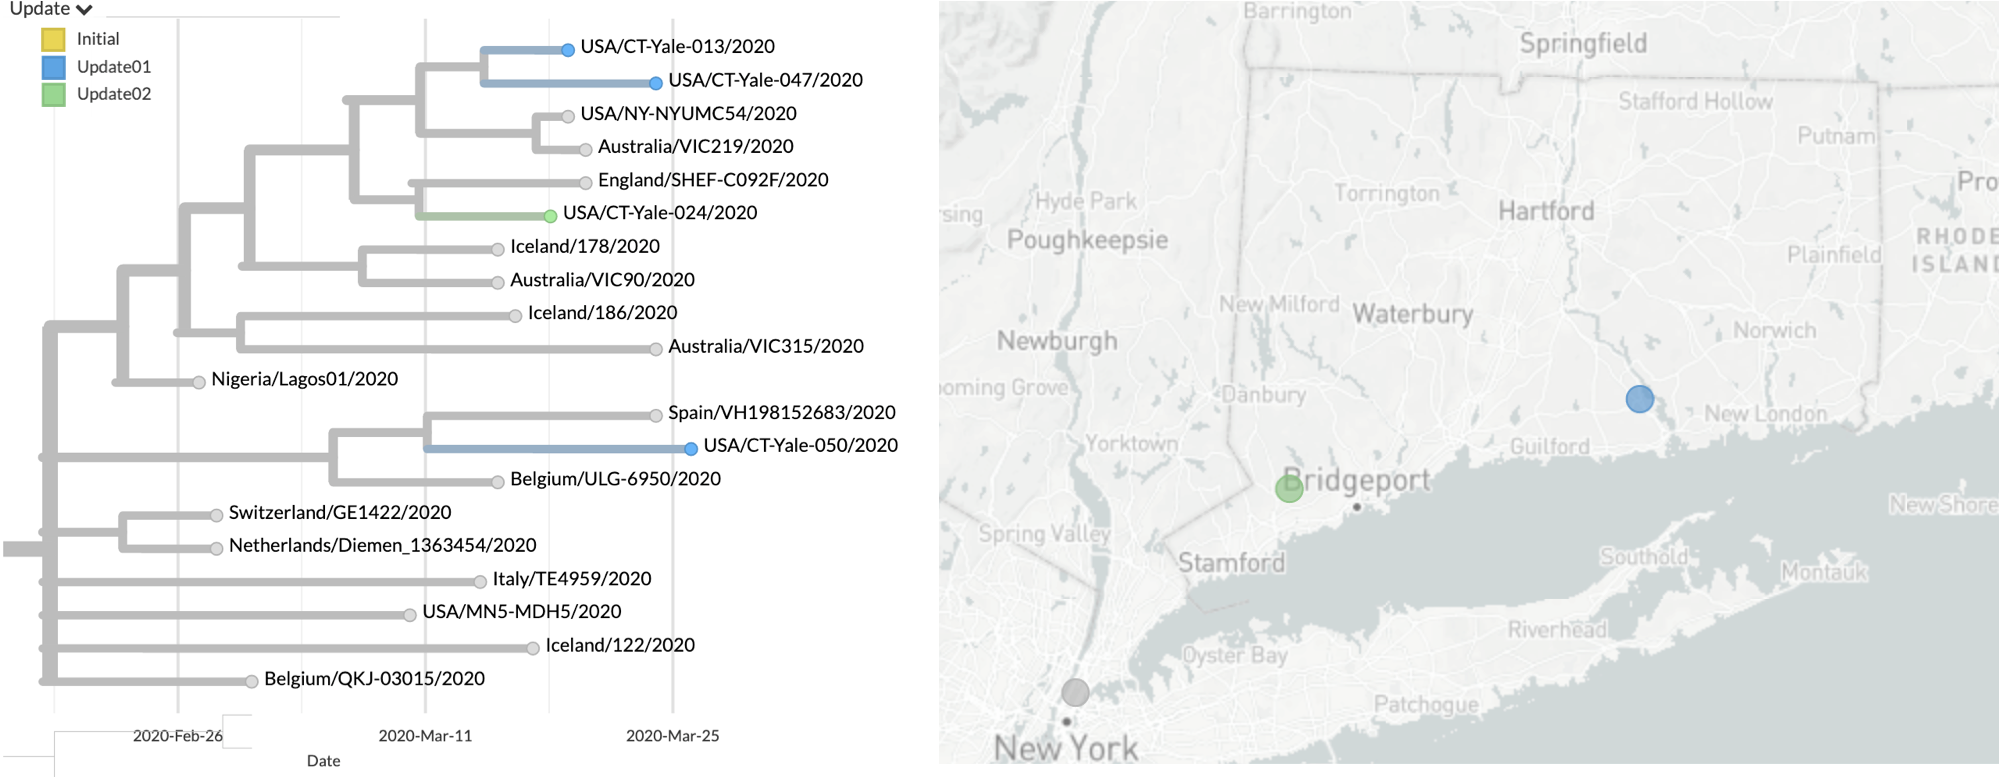 Update
Initial
Update01
Update02
USA/CT-Yale-013/2020
USA/CT-Yale-047/2020
USA/NY-NYUMC54/2020
Australia/VIC219/2020
England/SHEF-C092F/2020
USA/CT-Yale-024/2020
Iceland/178/2020
Australia/VIC90/2020
Iceland/186/2020
Australia/VIC315/2020
Nigeria/Lagos01/2020
Spain/VH198152683/2020
USA/CT-Yale-050/2020
Belgium/ULG-6950/2020
Switzerland/GE1422/2020
Netherlands/Diemen_1363454/2020
Italy/TE4959/2020
USA/MN5-MDH5/2020
Iceland/122/2020
Belgium/QKJ-03015/2020
2020-Feb-26
2020-Mar-11
2020-Mar-25
Date
Barrington
Springfield
Stafford Hollow
Putnam
Pro
Torrington
Hyde Park
rsing
Hartford
Poughkeepsie
RHODE
ISLAND
Plainfield
New Milford
Waterbury
Norwich
Newburgh
oming Grove
Danbury
New London
Yorktown
Guilford
Bridgeport
New Shore
Spring Valley
Stamford
Southold
Montauk
Riverhead
Oyster Bay
Patchogue
New York